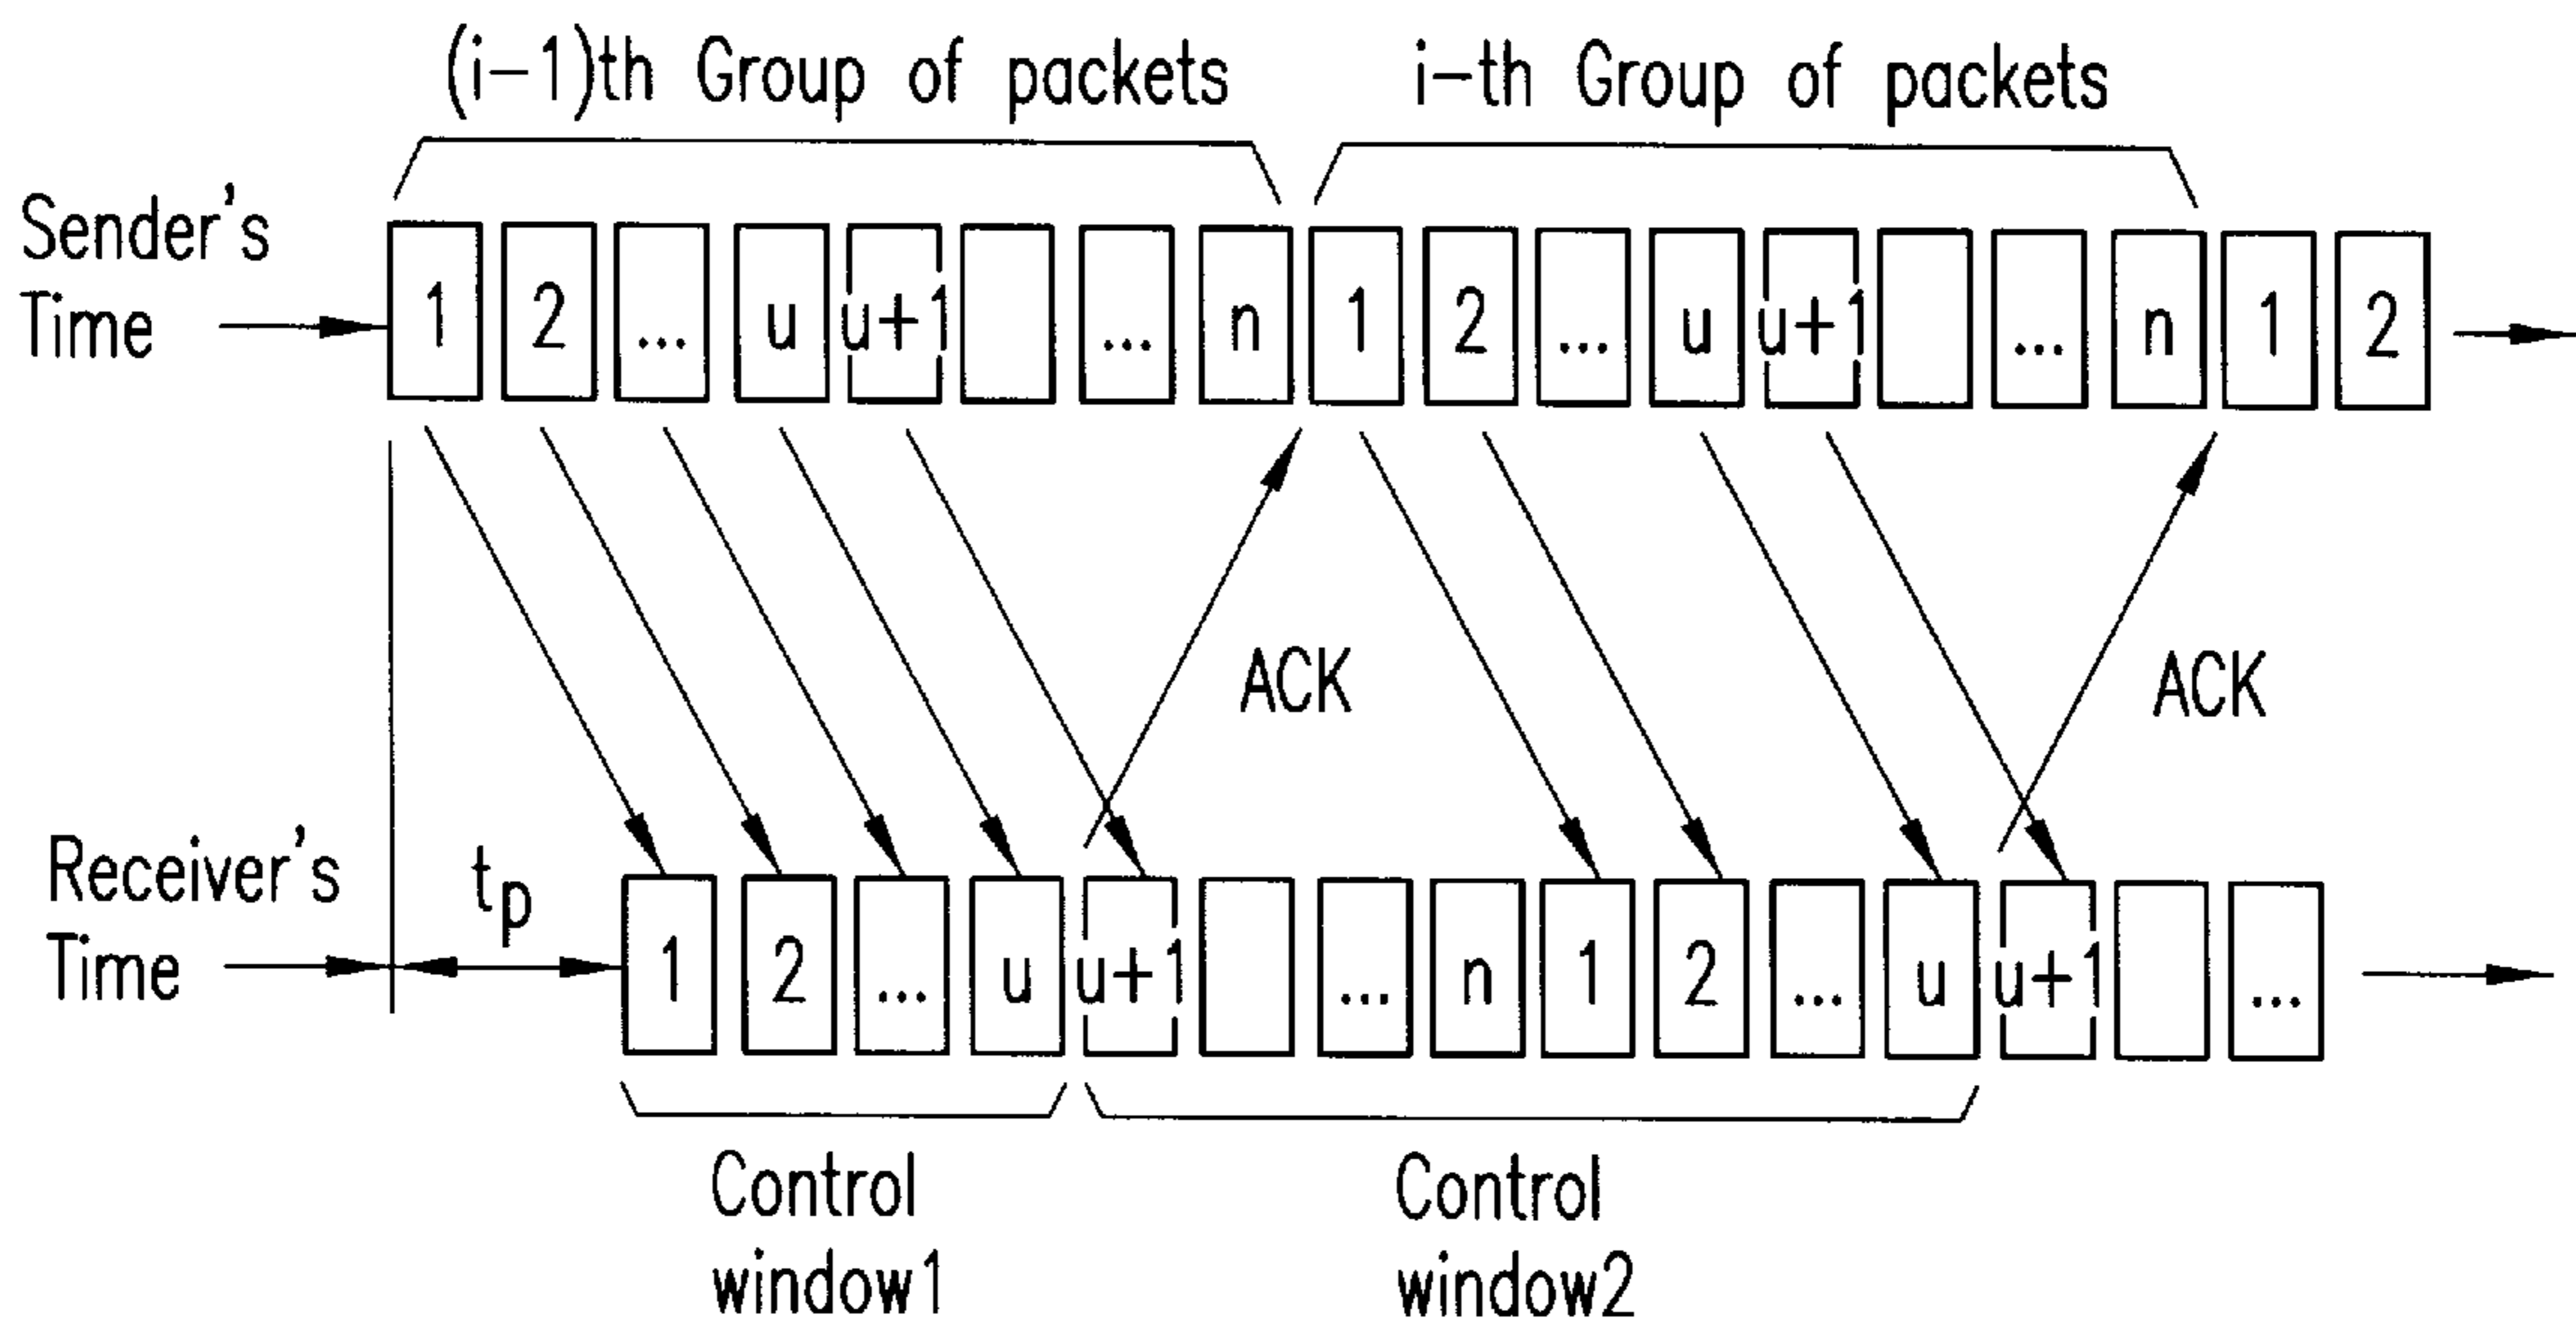 (i-1)th Group of packets i-th Group of packets
Sender's
Time
1 2 ... u u+1 ... n 1 2 ... u u+1 ... n 1 2
ACK ACK
Receiver's
Time
tp
1 2 ... u u+1 ... n 1 2 ... u u+1 ...
Control
window1
Control
window2